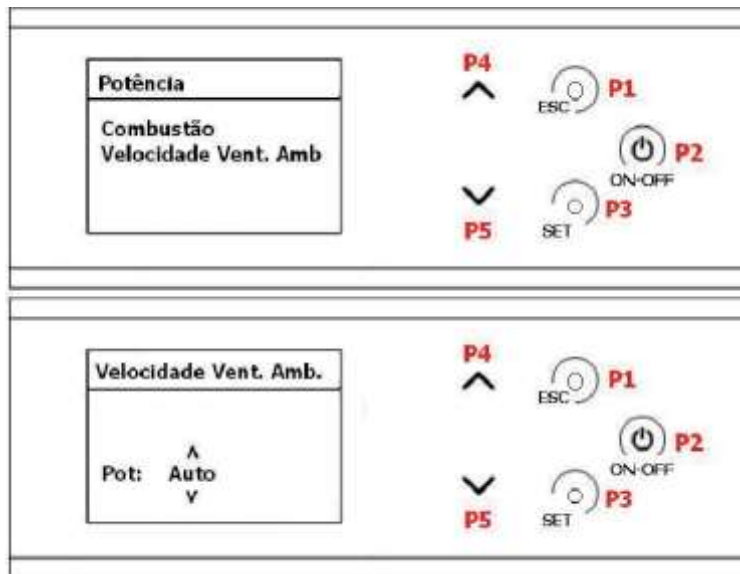 Potência
Combustão
Velocidade Vent. Amb
P4
P1
ESC
P2
ON-OFF
P3
P5
SET
Velocidade Vent. Amb.
Pot: Auto
P4
P1
ESC
P2
ON-OFF
P3
P5
SET